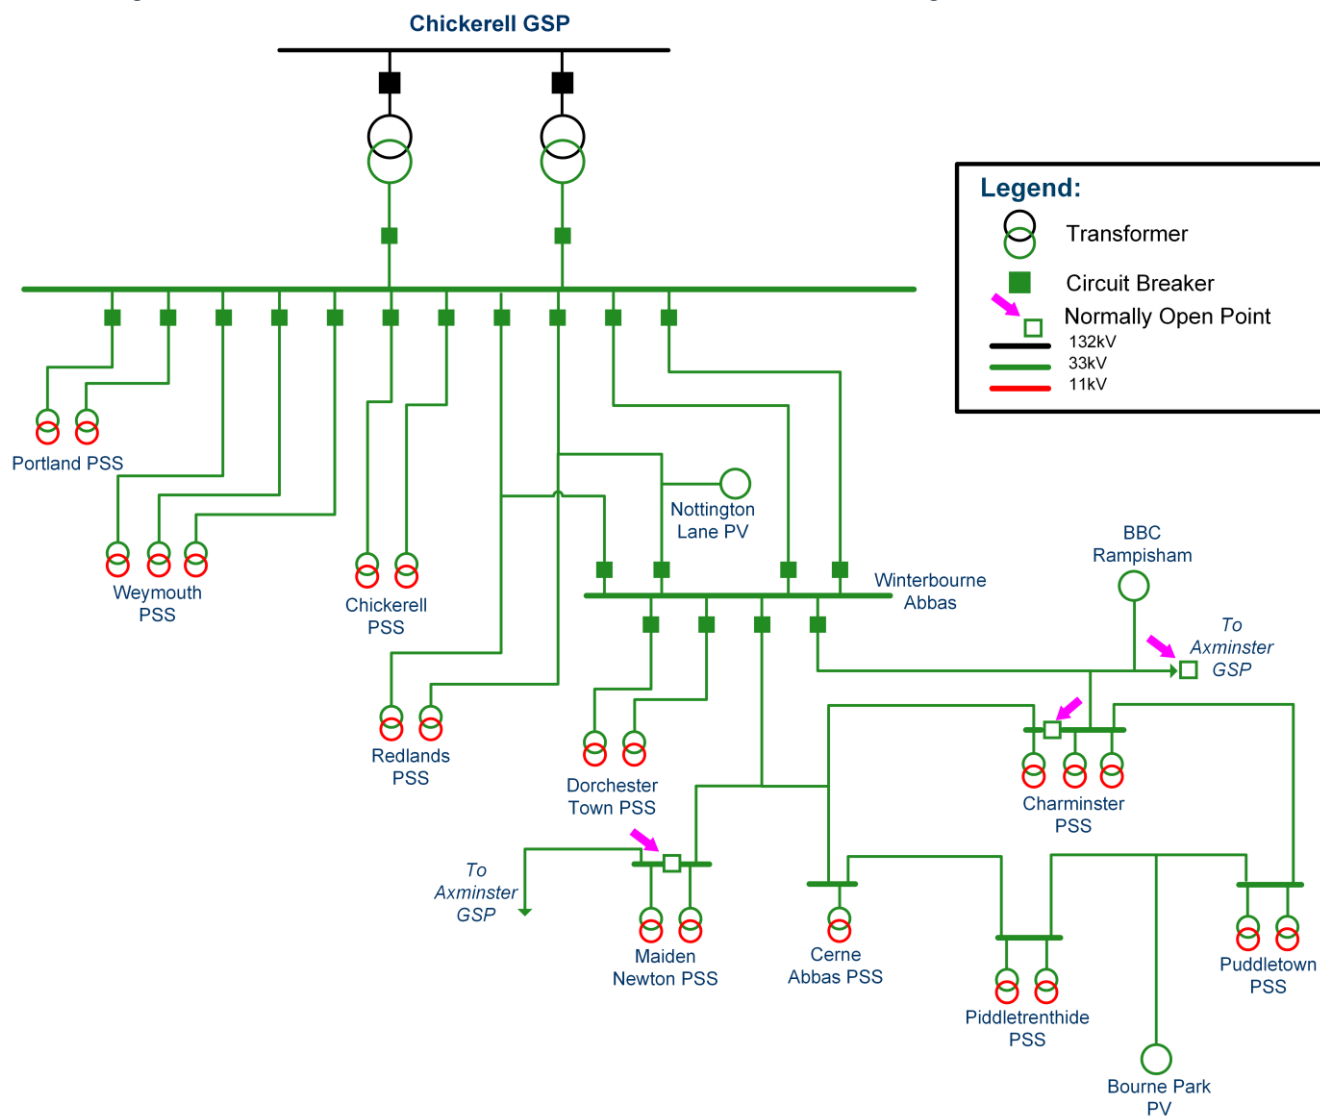 Chickerell GSP
Legend:
Transformer
Circuit Breaker
Normally Open Point
132kV
33kV
11kV
Portland PSS
Weymouth
PSS
Chickerell
PSS
Nottington
Lane PV
Winterbourne
Abbas
BBC
Rampisham
To
Axminster
GSP
Redlands
PSS
Dorchester
Town PSS
Charminster
PSS
To
Axminster
GSP
Maiden
Newton PSS
Cerne
Abbas PSS
Piddletrenthide
PSS
Puddletown
PSS
Bourne Park
PV